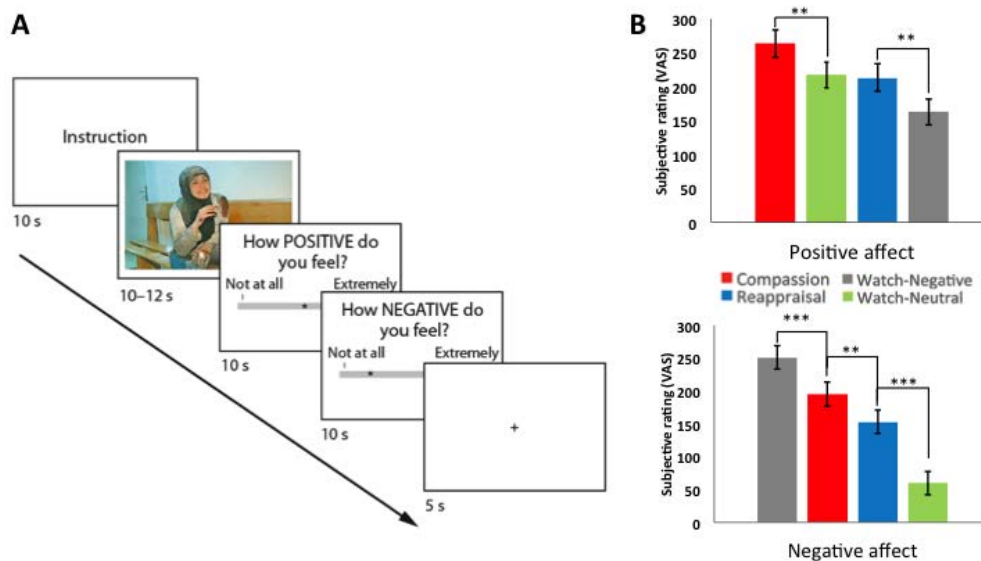 A
Instruction
10 s
10–12 s
How POSITIVE do
you feel?
Not at all Extremely
10 s
How NEGATIVE do
you feel?
Not at all Extremely
10 s
+
5 s
B
Subjective rating (VAS)
300
250
200
150
100
50
0
**
**
Positive affect
Compassion Watch-Negative
Reappraisal Watch-Neutral
Subjective rating (VAS)
300
250
200
150
100
50
0
***
**
***
Negative affect